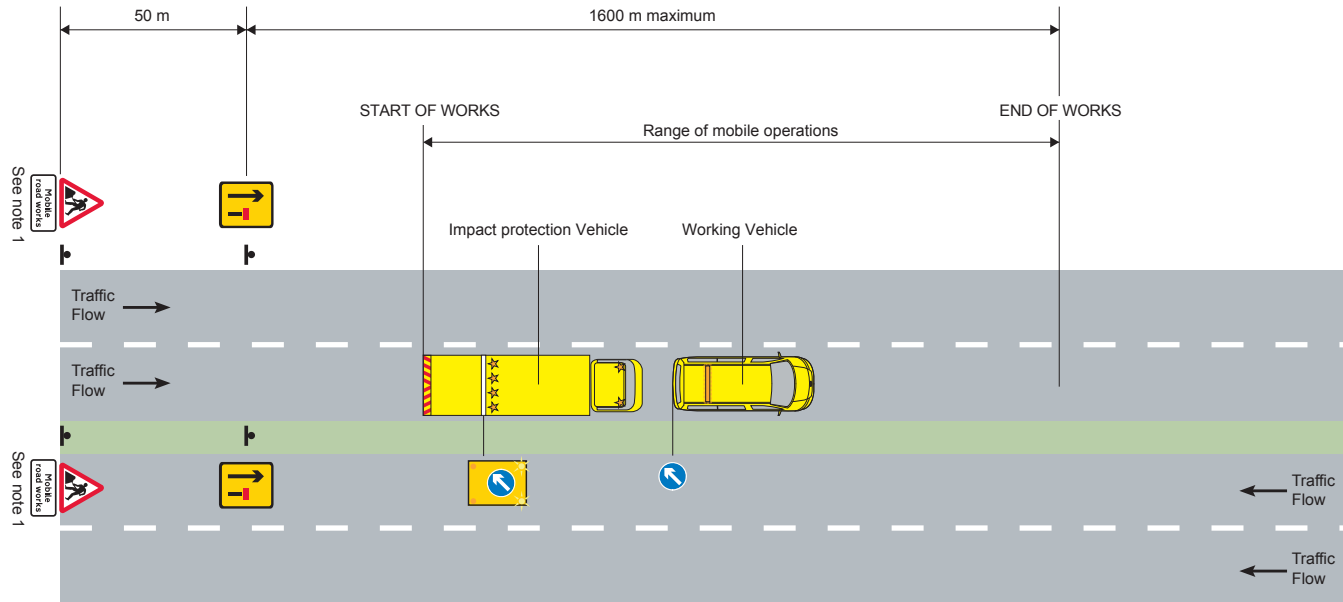 50 m
1600 m maximum
START OF WORKS
END OF WORKS
Range of mobile operations
Mobile
road works
See note 1
Impact protection Vehicle
Working Vehicle
Traffic
Flow
Traffic
Flow
Mobile
road works
See note 1
Traffic
Flow
Traffic
Flow